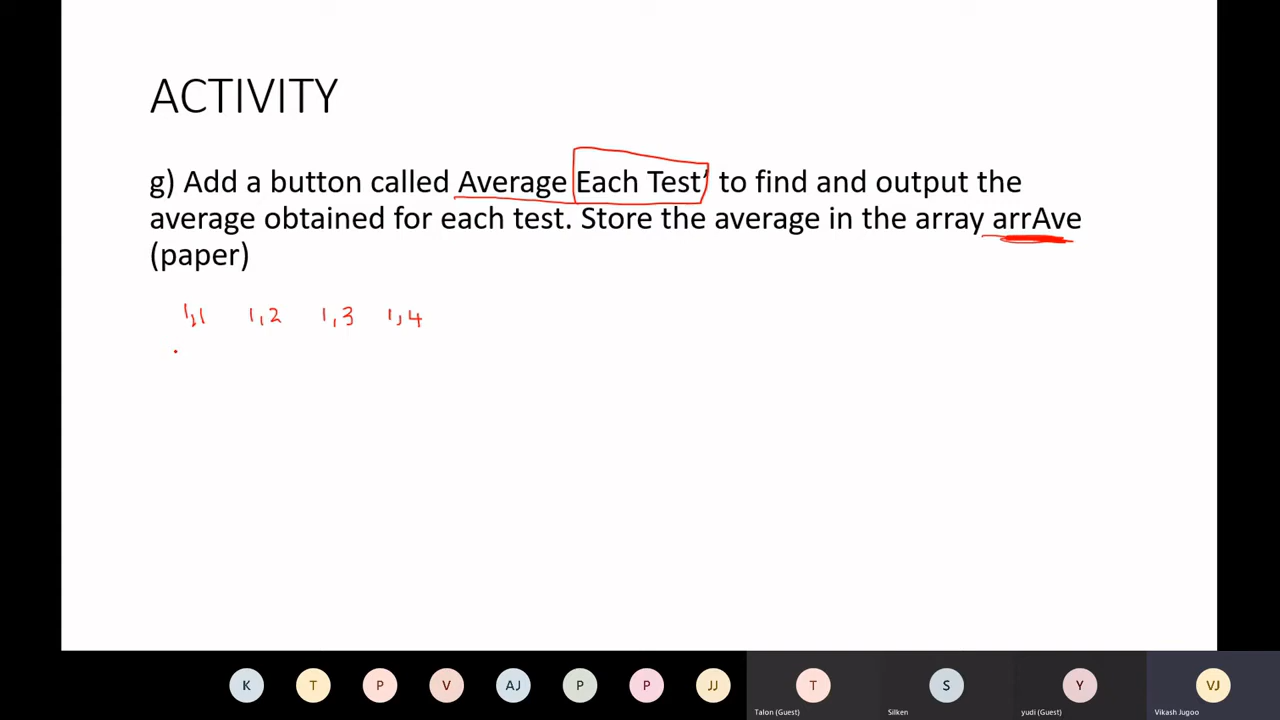 ACTIVITY
g) Add a button called Average Each Test’ to find and output the
average obtained for each test. Store the average in the array arrAve
(paper)
1,1 1,2 1,3 1,4
K T P V AJ P P JJ T S Y VJ
Talon (Guest) Silken yudi (Guest) Vikash Jugoo